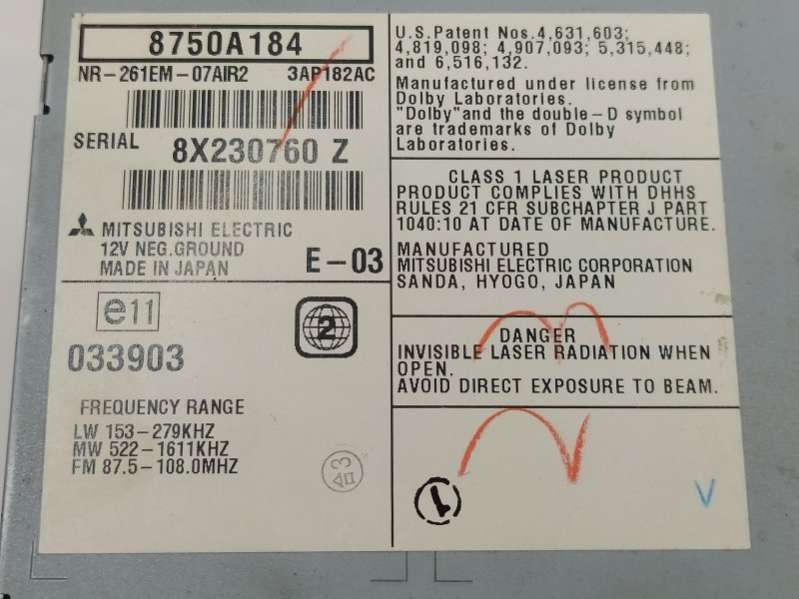 8750A184
NR-261EM-07AIR2 3AP182AC
SERIAL 8X230760 Z
MITSUBISHI ELECTRIC
12V NEG.GROUND
MADE IN JAPAN E-03
e11
033903
2
FREQUENCY RANGE
LW 153-279KHZ
MW 522-1611KHZ
FM 87.5-108.0MHZ
U.S.Patent Nos.4,631,603;
4,819,098; 4,907,093; 5,315,448;
and 6,516,132.
Manufactured under license from
Dolby Laboratories.
"Dolby"and the double-D symbol
are trademarks of Dolby
Laboratories.
CLASS 1 LASER PRODUCT
PRODUCT COMPLIES WITH DHHS
RULES 21 CFR SUBCHAPTER J PART
1040:10 AT DATE OF MANUFACTURE.
MANUFACTURED
MITSUBISHI ELECTRIC CORPORATION
SANDA, HYOGO, JAPAN
DANGER
INVISIBLE LASER RADIATION WHEN
OPEN.
AVOID DIRECT EXPOSURE TO BEAM.
1
V